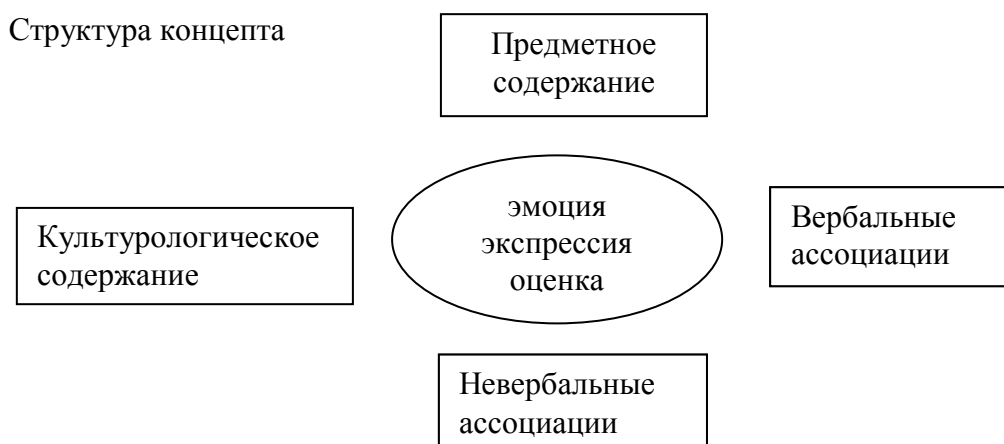 Структура концепта
Предметное
содержание
Культурологическое
содержание
эмоция
экспрессия
оценка
Вербальные
ассоциации
Невербальные
ассоциации